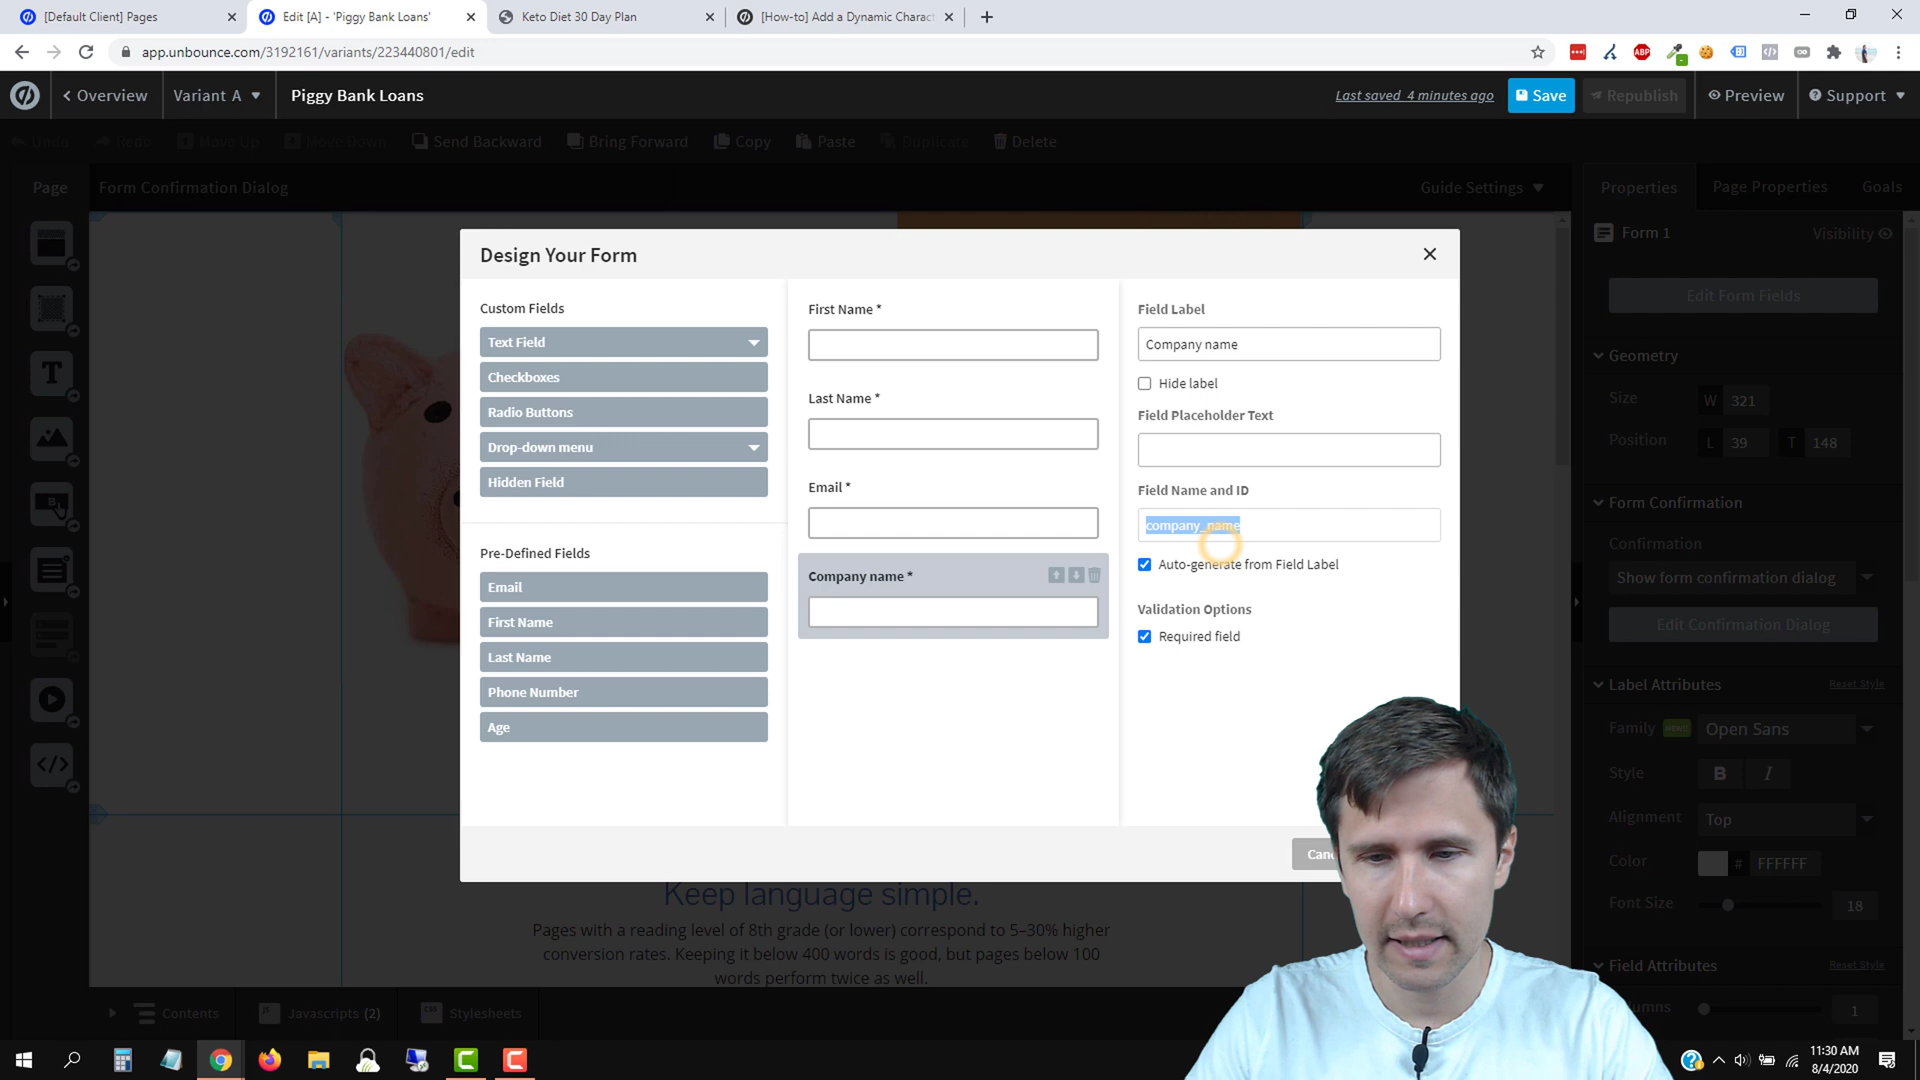 [Default Client] Pages
Edit [A] - 'Piggy Bank Loans'
Keto Diet 30 Day Plan
[How-to] Add a Dynamic Charact
app.unbounce.com/3192161/variants/223440801/edit
ABP
Overview
Variant A
Piggy Bank Loans
Last saved 4 minutes ago
Save
Republish
Preview
Support
Undo
Redo
Move Up
Move Down
Send Backward
Bring Forward
Copy
Paste
Duplicate
Delete
Page
Form Confirmation Dialog
Guide Settings
Properties
Page Properties
Goals
Form 1
Visibility
Edit Form Fields
Geometry
Size
W 321
Position
L 39
T 148
Form Confirmation
Confirmation
Show form confirmation dialog
Edit Confirmation Dialog
Label Attributes
Reset Style
Family
Open Sans
Style
B
I
Alignment
Top
Color
# FFFFFF
Font Size
18
Field Attributes
Reset Style
1
Design Your Form
Custom Fields
Text Field
Checkboxes
Radio Buttons
Drop-down menu
Hidden Field
Pre-Defined Fields
Email
First Name
Last Name
Phone Number
Age
First Name *
Last Name *
Email *
Company name *
Field Label
Company name
Hide label
Field Placeholder Text
Field Name and ID
company_name
Auto-generate from Field Label
Validation Options
Required field
Keep language simple.
Pages with a reading level of 8th grade (or lower) correspond to 5–30% higher
conversion rates. Keeping it below 400 words is good, but pages below 100
words perform twice as well.
Contents
Javascripts (2)
Stylesheets
11:30 AM
8/4/2020